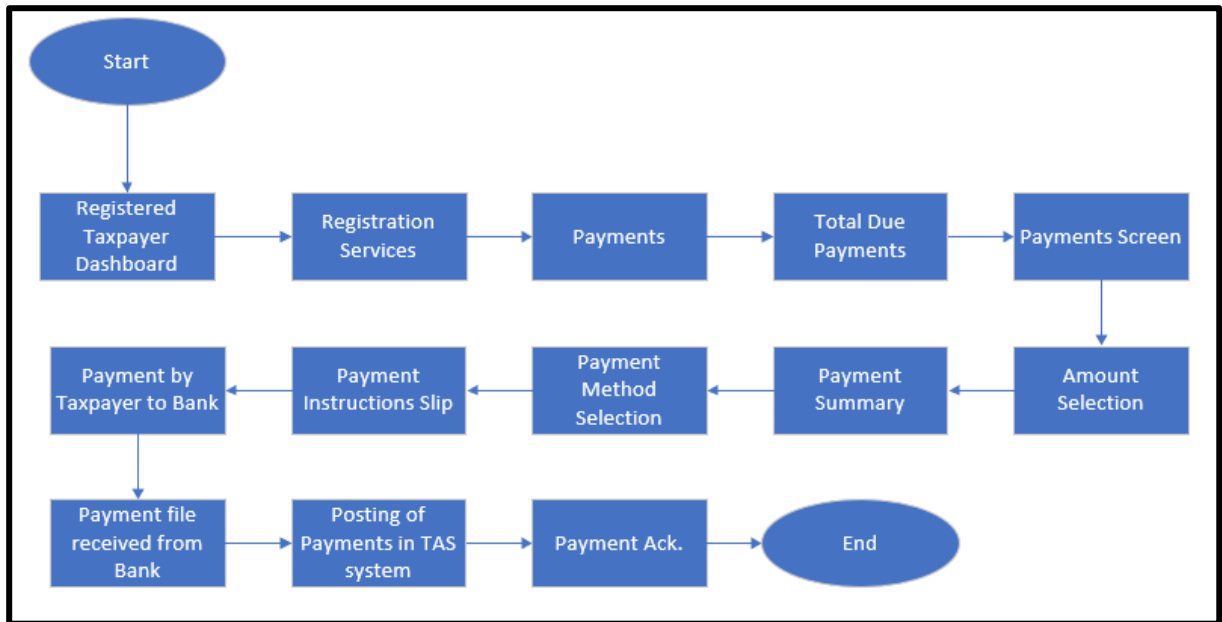 Start
Registered
Taxpayer
Dashboard
Registration
Services
Payments
Total Due
Payments
Payments Screen
Amount
Selection
Payment
Summary
Payment
Method
Selection
Payment
Instructions Slip
Payment by
Taxpayer to Bank
Payment file
received from
Bank
Posting of
Payments in TAS
system
Payment Ack.
End